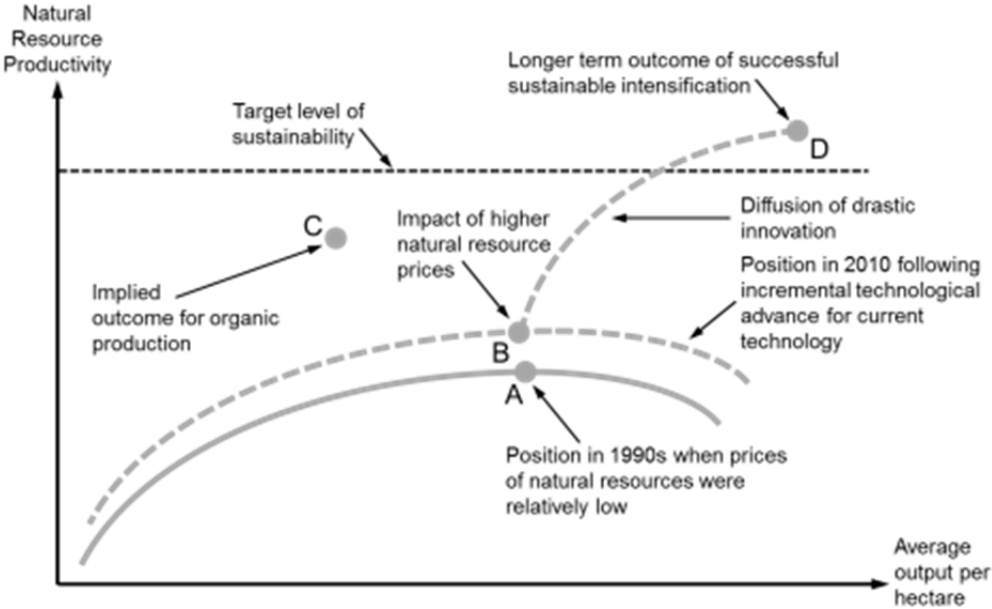 Natural
Resource
Productivity
Longer term outcome of successful
sustainable intensification
Target level of
sustainability
D
C
Impact of higher
natural resource
prices
Diffusion of drastic
innovation
Implied
outcome for organic
production
Position in 2010 following
incremental technological
advance for current
technology
B
A
Position in 1990s when prices
of natural resources were
relatively low
Average
output per
hectare